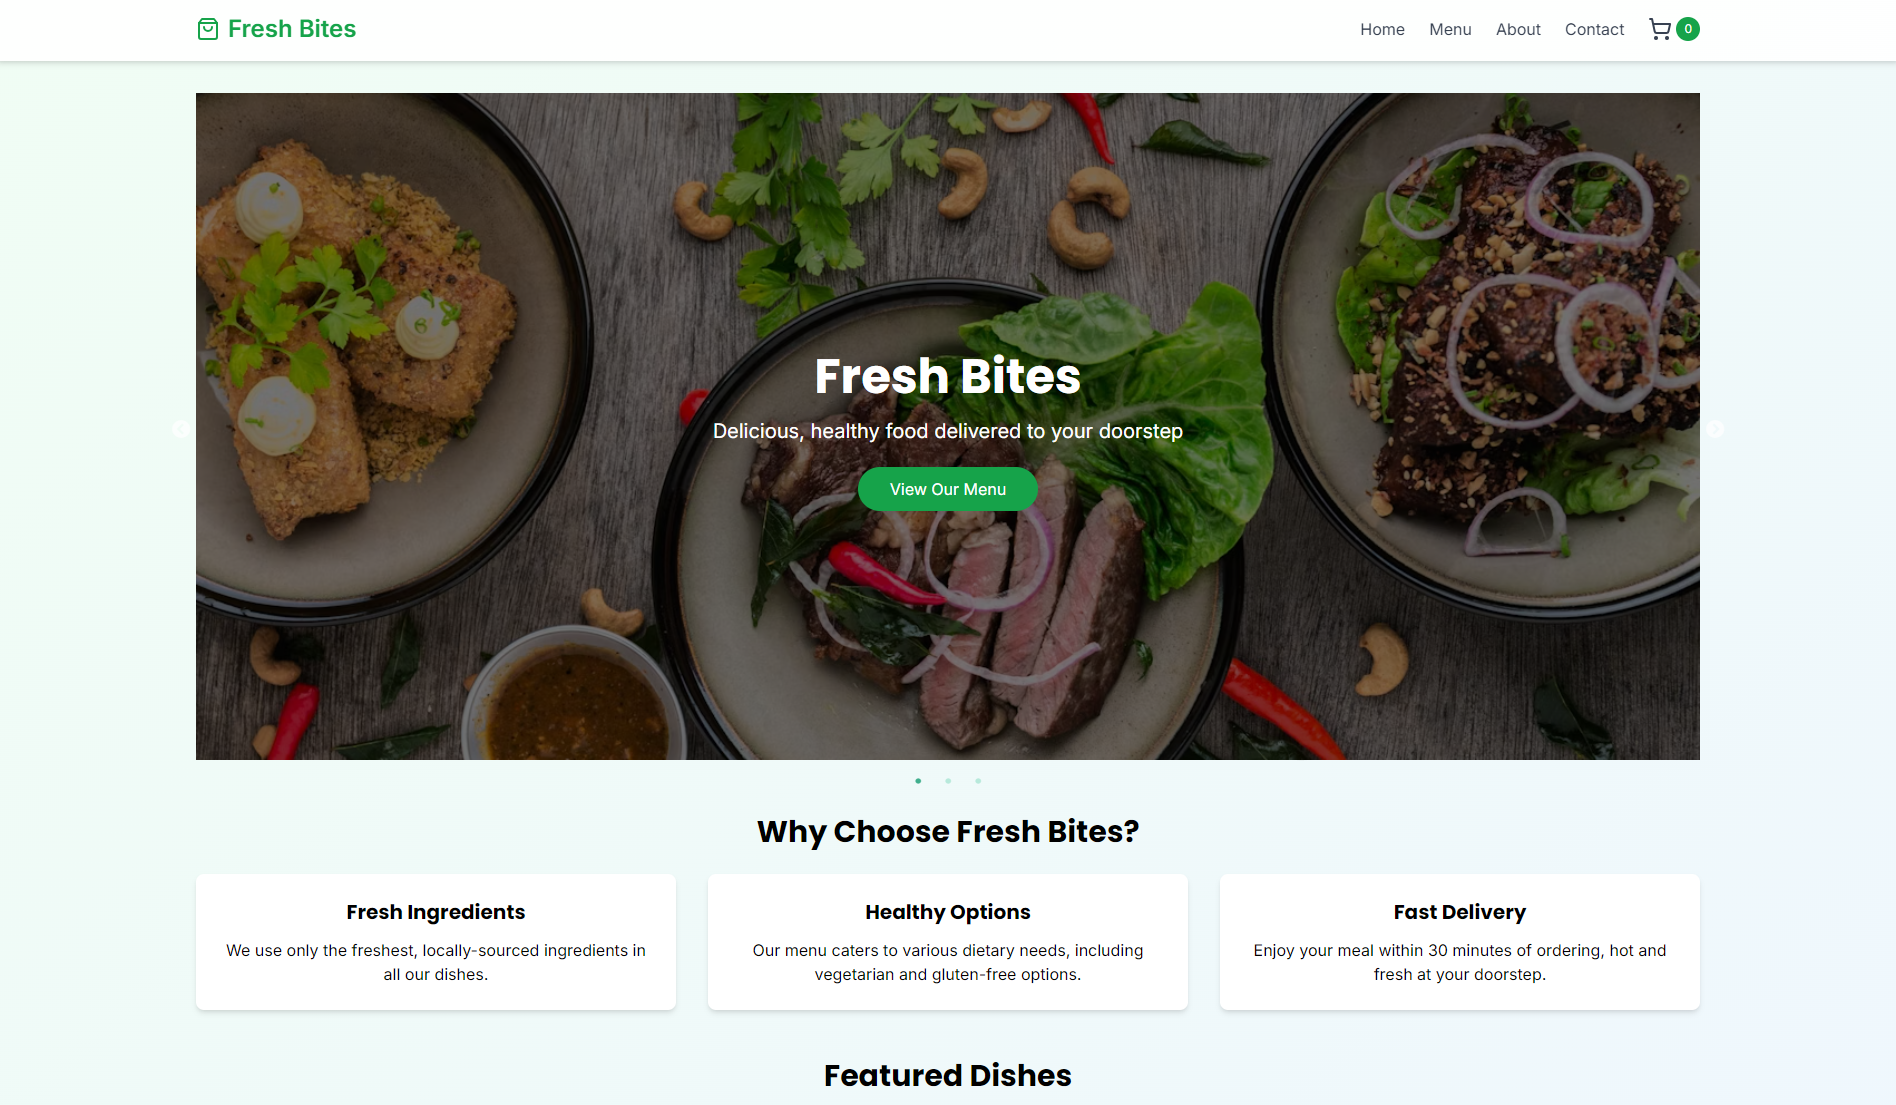 Fresh Bites
Home Menu About Contact 0
Fresh Bites
Delicious, healthy food delivered to your doorstep
View Our Menu
Why Choose Fresh Bites?
Fresh Ingredients
We use only the freshest, locally-sourced ingredients in
all our dishes.
Healthy Options
Our menu caters to various dietary needs, including
vegetarian and gluten-free options.
Fast Delivery
Enjoy your meal within 30 minutes of ordering, hot and
fresh at your doorstep.
Featured Dishes